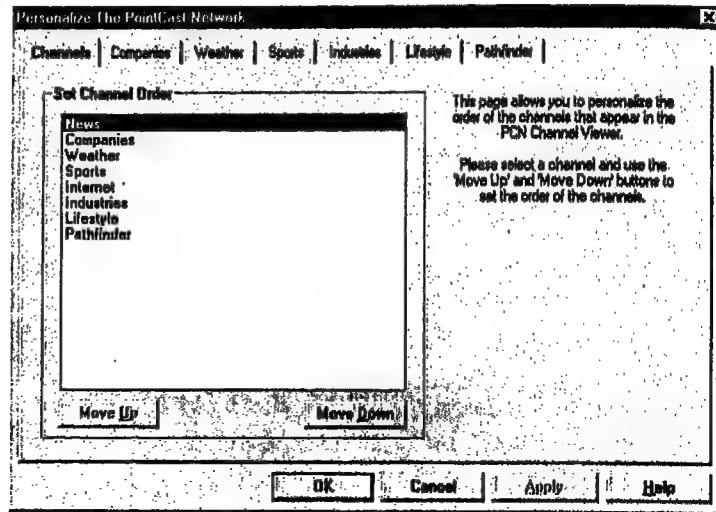 Personalize The PointCast Network
Channels Companies Weather Sports Industries Lifestyle Pathfinder
Set Channel Order
News
Companies
Weather
Sports
Internet
Industries
Lifestyle
Pathfinder
Move Up Move Down
This page allows you to personalize the
order of the channels that appear in the
PCN Channel Viewer.
Please select a channel and use the
'Move Up' and 'Move Down' buttons to
set the order of the channels.
OK Cancel Apply Help